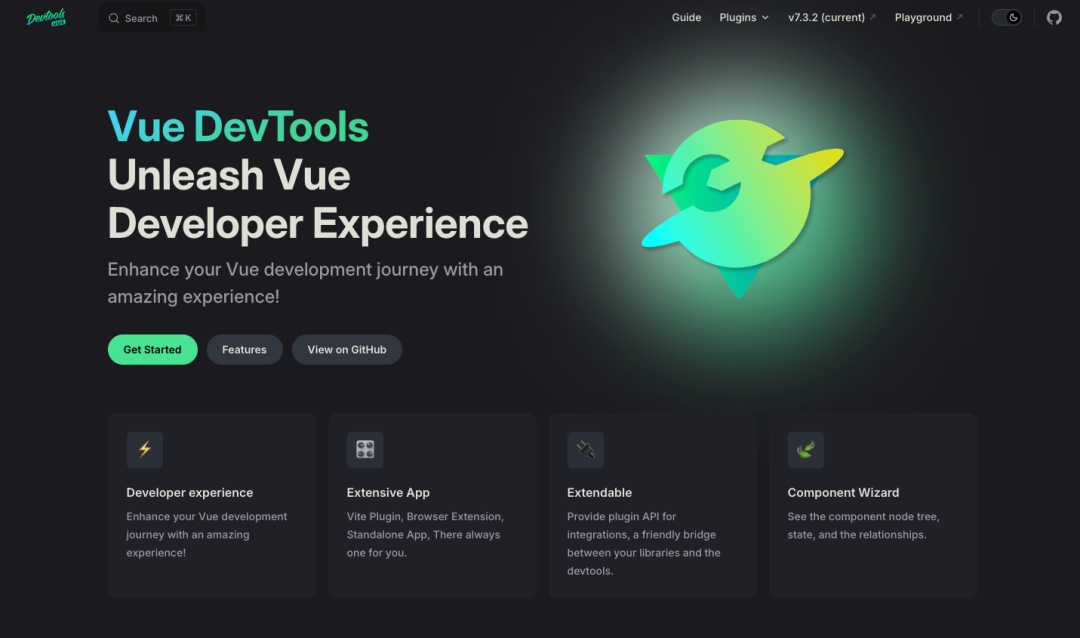 Devtools
VUE
Search
⌘ K
Guide
Plugins
v7.3.2 (current)
Playground
Vue DevTools
Unleash Vue
Developer Experience
Enhance your Vue development journey with an
amazing experience!
Get Started
Features
View on GitHub
Developer experience
Enhance your Vue development
journey with an amazing
experience!
Extensive App
Vite Plugin, Browser Extension,
Standalone App, There always
one for you.
Extendable
Provide plugin API for
integrations, a friendly bridge
between your libraries and the
devtools.
Component Wizard
See the component node tree,
state, and the relationships.